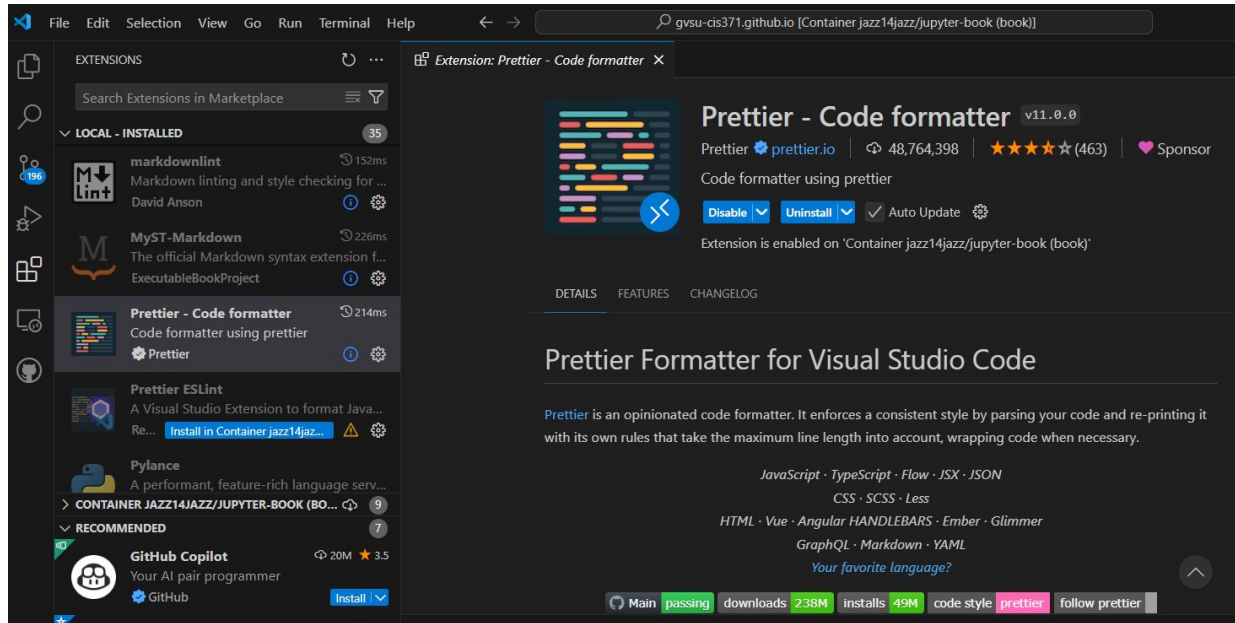 File Edit Selection View Go Run Terminal Help
gvsu-cis371.github.io [Container jazz14jazz/jupyter-book (book)]
196
EXTENSIONS
Search Extensions in Marketplace
LOCAL - INSTALLED 35
markdownlint 152ms
Markdown linting and style checking for ...
David Anson
M
lint
MyST-Markdown 226ms
The official Markdown syntax extension f...
ExecutableBookProject
M
Prettier - Code formatter 214ms
Code formatter using prettier
Prettier
Prettier ESLint
A Visual Studio Extension to format Java...
Re... Install in Container jazz14jaz...
Pylance
A performant, feature-rich language serv...
CONTAINER JAZZ14JAZZ/JUPYTER-BOOK (BO... 9
RECOMMENDED 7
GitHub Copilot 20M 3.5
Your AI pair programmer
GitHub Install
Extension: Prettier - Code formatter
Prettier - Code formatter v11.0.0
Prettier prettier.io 48,764,398 (463) Sponsor
Code formatter using prettier
Disable Uninstall Auto Update
Extension is enabled on 'Container jazz14jazz/jupyter-book (book)'
DETAILS FEATURES CHANGELOG
Prettier Formatter for Visual Studio Code
Prettier is an opinionated code formatter. It enforces a consistent style by parsing your code and re-printing it
with its own rules that take the maximum line length into account, wrapping code when necessary.
JavaScript · TypeScript · Flow · JSX · JSON
CSS · SCSS · Less
HTML · Vue · Angular HANDLEBARS · Ember · Glimmer
GraphQL · Markdown · YAML
Your favorite language?
Main passing downloads 238M installs 49M code style prettier follow prettier